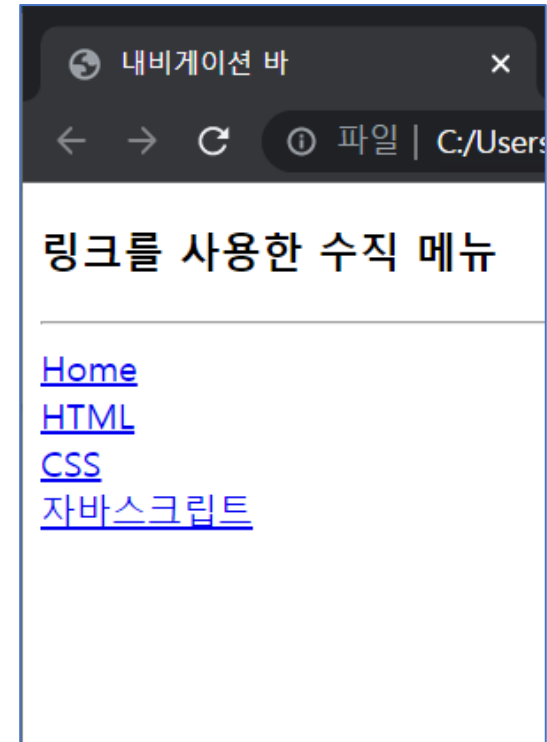 내비게이션 바
파일 | C:/Users
링크를 사용한 수직 메뉴
Home
HTML
CSS
자바스크립트